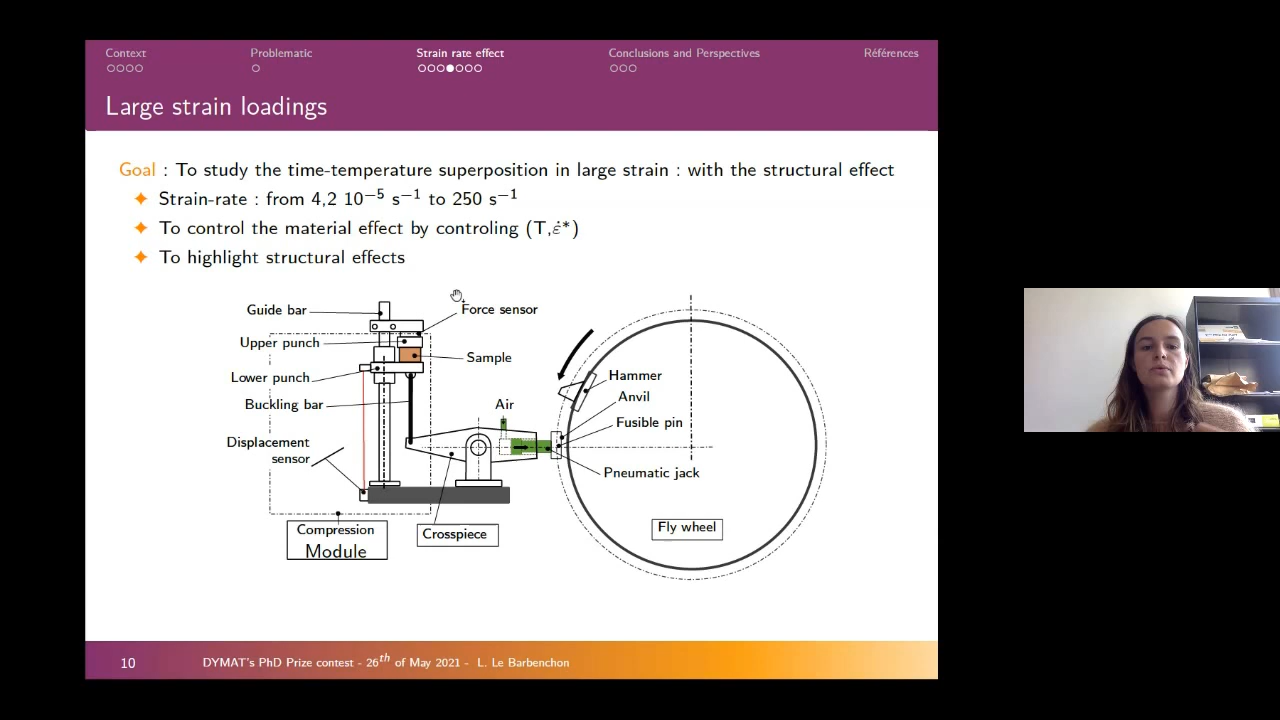 Context Problematic Strain rate effect Conclusions and Perspectives Références
Large strain loadings
Goal : To study the time-temperature superposition in large strain : with the structural effect
Strain-rate : from 4,2 10⁻⁵ s⁻¹ to 250 s⁻¹
To control the material effect by controling (T,ε̇*)
To highlight structural effects
Guide bar
Force sensor
Upper punch
Sample
Lower punch
Hammer
Buckling bar
Anvil
Air
Fusible pin
Displacement
sensor
Pneumatic jack
Compression
Module
Crosspiece
Fly wheel
10 DYMAT's PhD Prize contest - 26th of May 2021 - L. Le Barbenchon